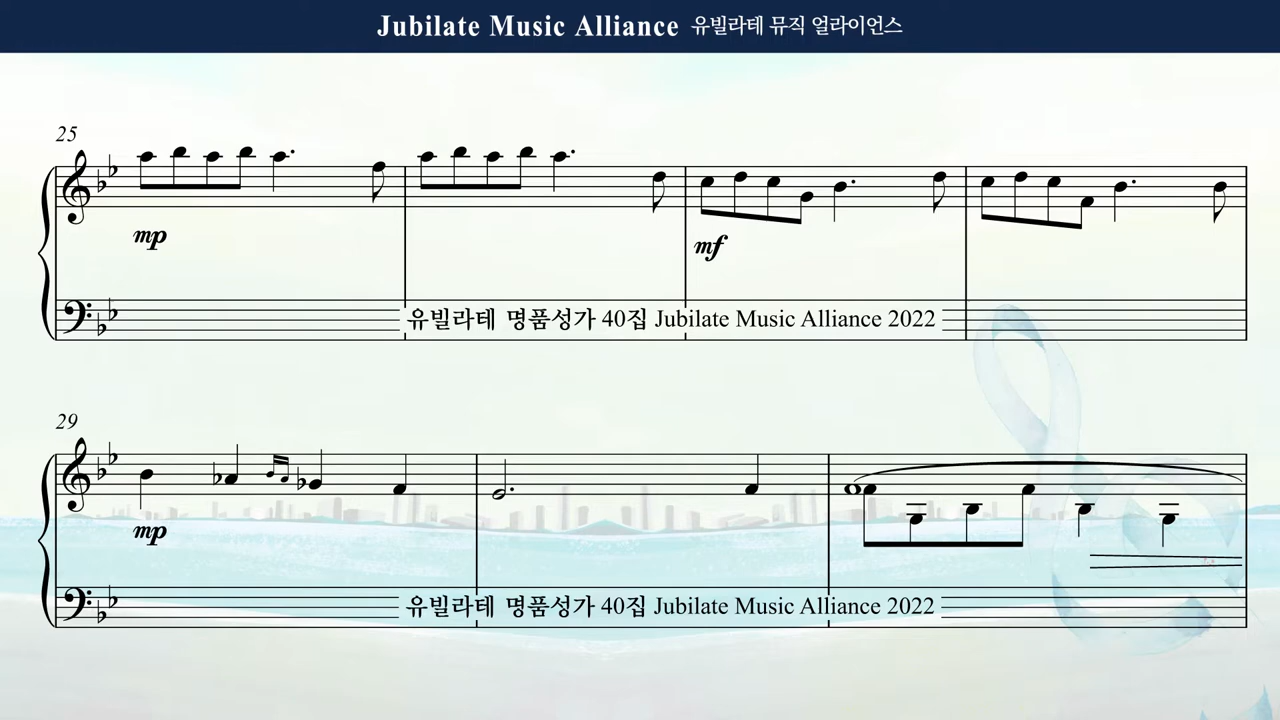 Jubilate Music Alliance 유빌라테 뮤직 얼라이언스
25
mp
mf
유빌라테 명품성가 40집 Jubilate Music Alliance 2022
29
mp
유빌라테 명품성가 40집 Jubilate Music Alliance 2022